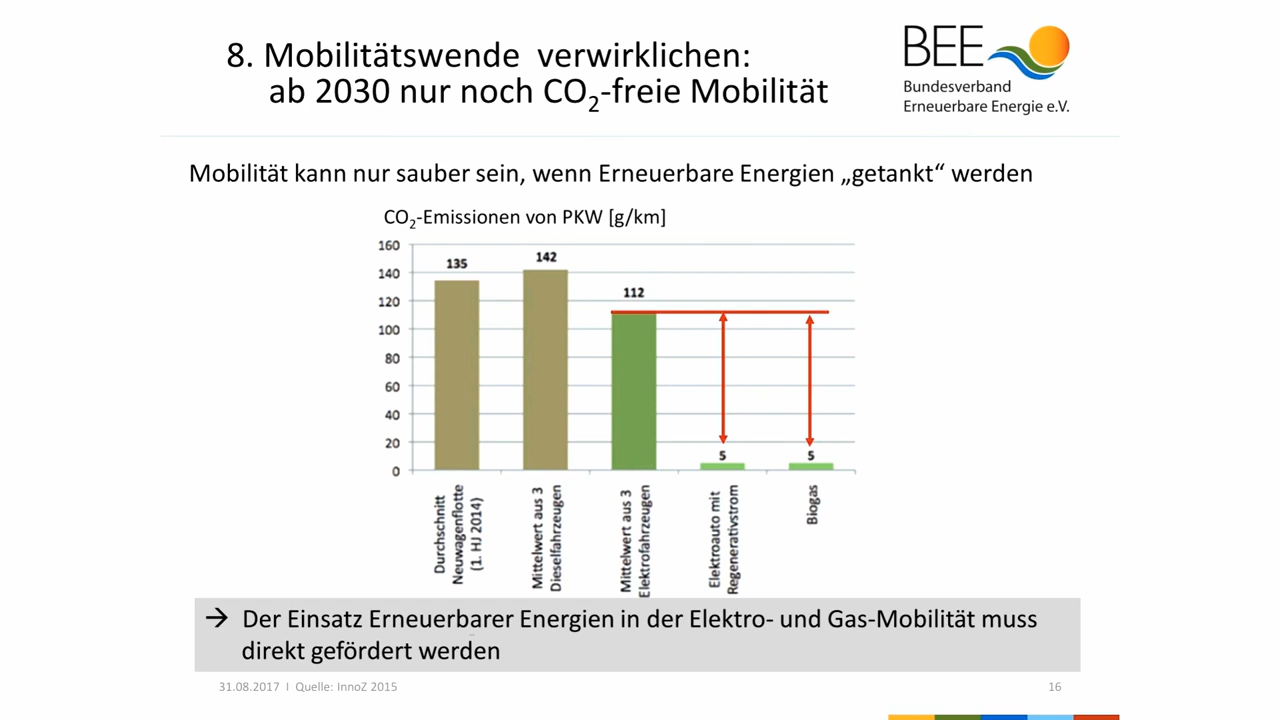 8. Mobilitätswende verwirklichen:
ab 2030 nur noch CO₂-freie Mobilität
BEE
Bundesverband
Erneuerbare Energie e.V.
Mobilität kann nur sauber sein, wenn Erneuerbare Energien „getankt“ werden
CO₂-Emissionen von PKW [g/km]
160
140
120
100
80
60
40
20
0
135
142
112
5
5
Durchschnitt
Neuwagenflotte
(1. HJ 2014)
Mittelwert aus 3
Dieselfahrzeugen
Mittelwert aus 3
Elektrofahrzeugen
Elektroauto mit
Regenerativstrom
Biogas
→ Der Einsatz Erneuerbarer Energien in der Elektro- und Gas-Mobilität muss
direkt gefördert werden
31.08.2017 I Quelle: InnoZ 2015
16